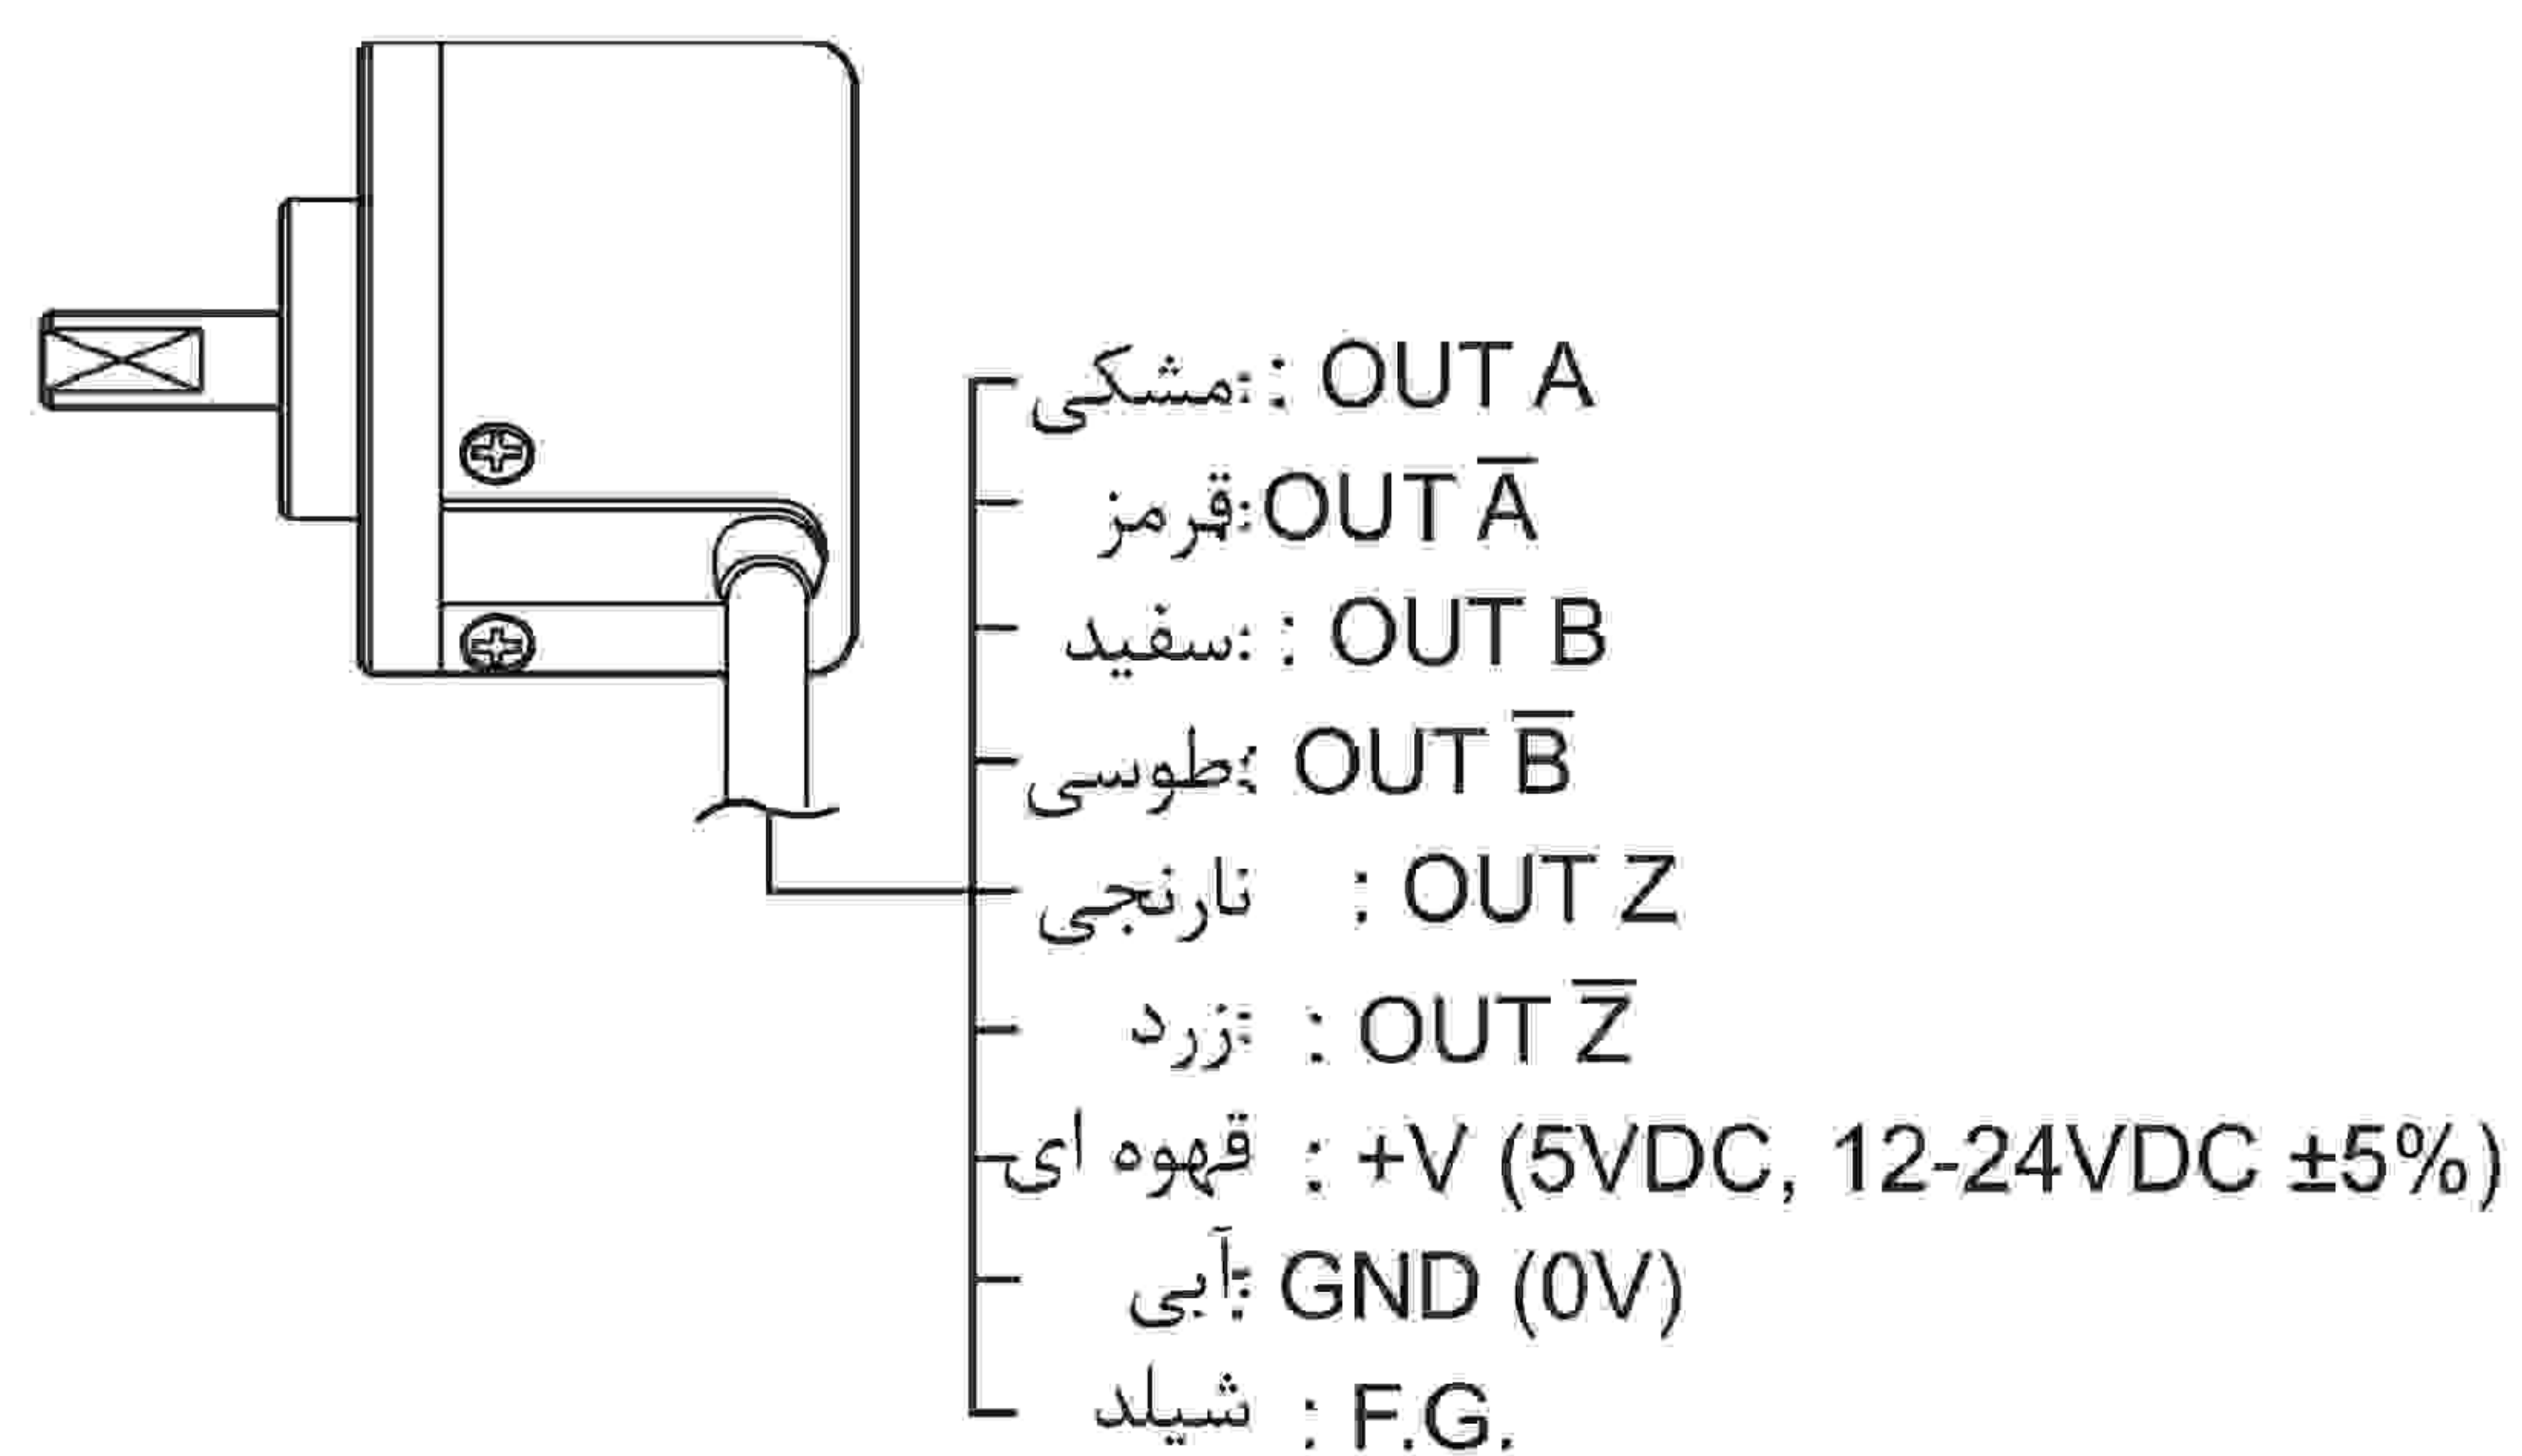 مشکی: : OUT A
قرمز: OUT A̅
سفید: : OUT B
طوسی: : OUT B̅
نارنجی : OUT Z
زرد: : OUT Z̅
قهوه ای : +V (5VDC, 12-24VDC ±5%)
آبی: GND (0V)
شیلد : F.G.